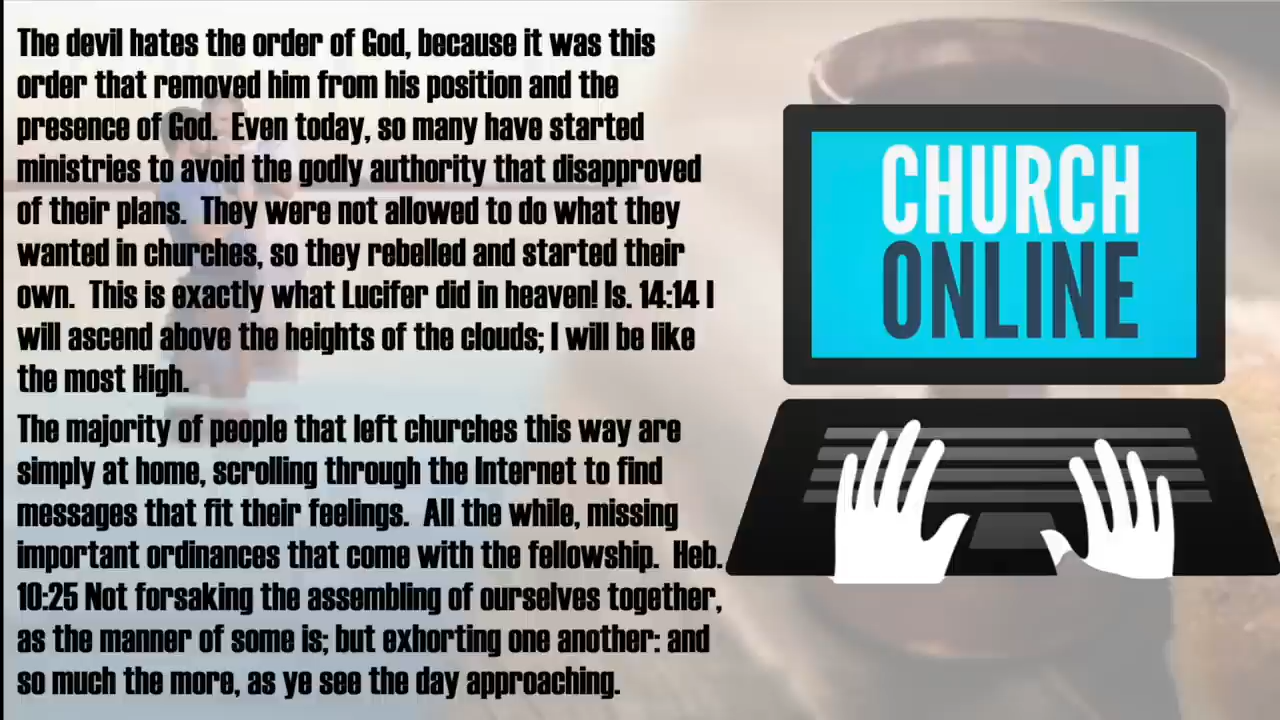 The devil hates the order of God, because it was this
order that removed him from his position and the
presence of God.  Even today, so many have started
ministries to avoid the godly authority that disapproved
of their plans.  They were not allowed to do what they
wanted in churches, so they rebelled and started their
own.  This is exactly what Lucifer did in heaven! Is. 14:14 I
will ascend above the heights of the clouds; I will be like
the most High.
The majority of people that left churches this way are
simply at home, scrolling through the Internet to find
messages that fit their feelings.  All the while, missing
important ordinances that come with the fellowship.  Heb.
10:25 Not forsaking the assembling of ourselves together,
as the manner of some is; but exhorting one another: and
so much the more, as ye see the day approaching.
CHURCH
ONLINE